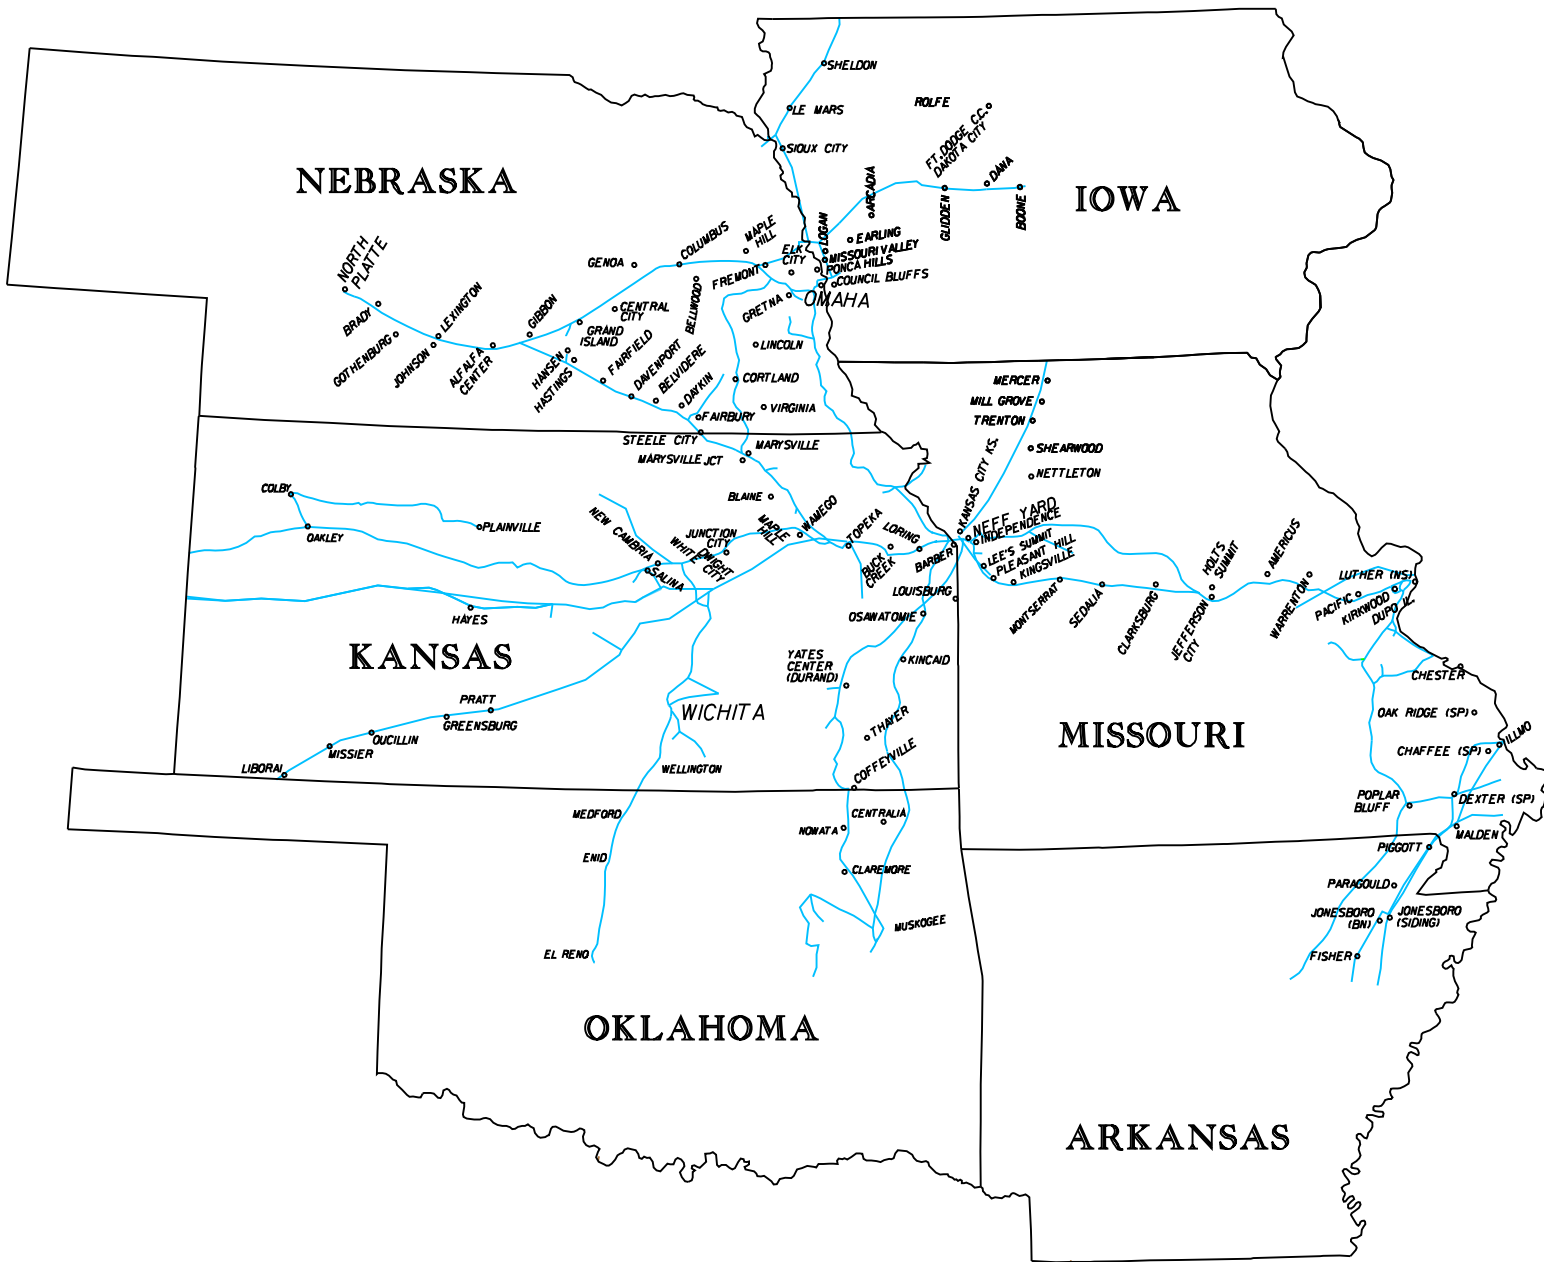 SHELDON
LE MARS
ROLFE
SIOUX CITY
FT. DODGE C.C.
DAKOTA CITY
DANA
ARCADIA
GLIDDEN
BOONE
IOWA
NEBRASKA
NORTH
PLATTE
BRADY
GOTHENBURG
LEXINGTON
JOHNSON
ALFALFA
CENTER
GIBBON
GENOA
COLUMBUS
MAPLE
HILL
ELK
CITY
LOGAN
EARLING
MISSOURI VALLEY
PONCA HILLS
COUNCIL BLUFFS
FREMONT
BELLWOOD
GRETNA
OMAHA
CENTRAL
CITY
GRAND
ISLAND
HANSEN
HASTINGS
FAIRFIELD
DAVENPORT
BELVIDERE
DAYKIN
LINCOLN
CORTLAND
VIRGINIA
FAIRBURY
STEELE CITY
MARYSVILLE
MARYSVILLE JCT
BLAINE
MERCER
MILL GROVE
TRENTON
SHEARWOOD
NETTLETON
KANSAS CITY KS.
COLBY
PLAINVILLE
OAKLEY
NEW CAMBRIA
SALINA
JUNCTION
CITY
WHITE
CITY
DWIGHT
MAPLE
HILL
WAMEGO
TOPEKA
BUCK
CREEK
LORING
BARBER
NEFF YARD
INDEPENDENCE
LEE'S SUMMIT
PLEASANT HILL
KINGSVILLE
MONTSERRAT
SEDALIA
CLARKSBURG
JEFFERSON
CITY
HOLTS
SUMMIT
AMERICUS
WARRENTON
LUTHER (NS)
PACIFIC
KIRKWOOD
DUPO IL.
HAYES
LOUISBURG
OSAWATOMIE
KANSAS
YATES
CENTER
(DURAND)
KINCAID
CHESTER
PRATT
GREENSBURG
OUCILLIN
MISSIER
LIBORAI
WICHITA
THAYER
WELLINGTON
COFFEYVILLE
MISSOURI
OAK RIDGE (SP)
ILLMO
CHAFFEE (SP)
POPLAR
BLUFF
DEXTER (SP)
MALDEN
MEDFORD
ENID
EL RENO
NOWATA
CENTRALIA
CLAREMORE
MUSKOGEE
PIGGOTT
PARAGOULD
JONESBORO
(BN)
JONESBORO
(SIDING)
FISHER
OKLAHOMA
ARKANSAS